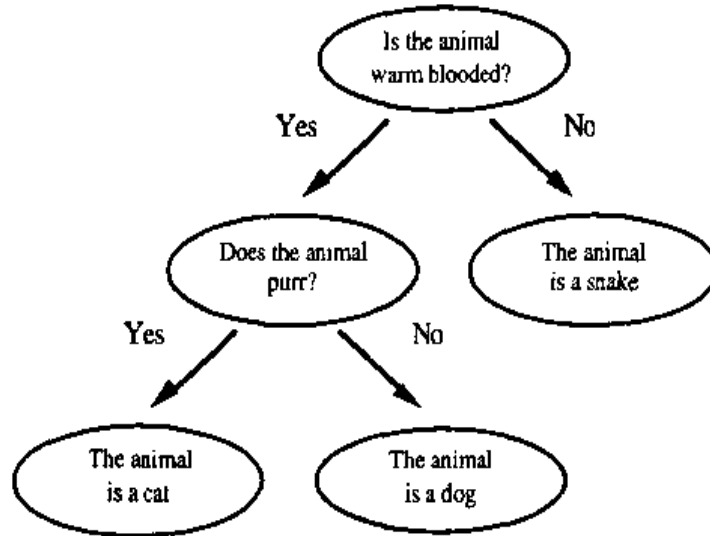 Is the animal
warm blooded?
Yes
No
Does the animal
purr?
The animal
is a snake
Yes
No
The animal
is a cat
The animal
is a dog